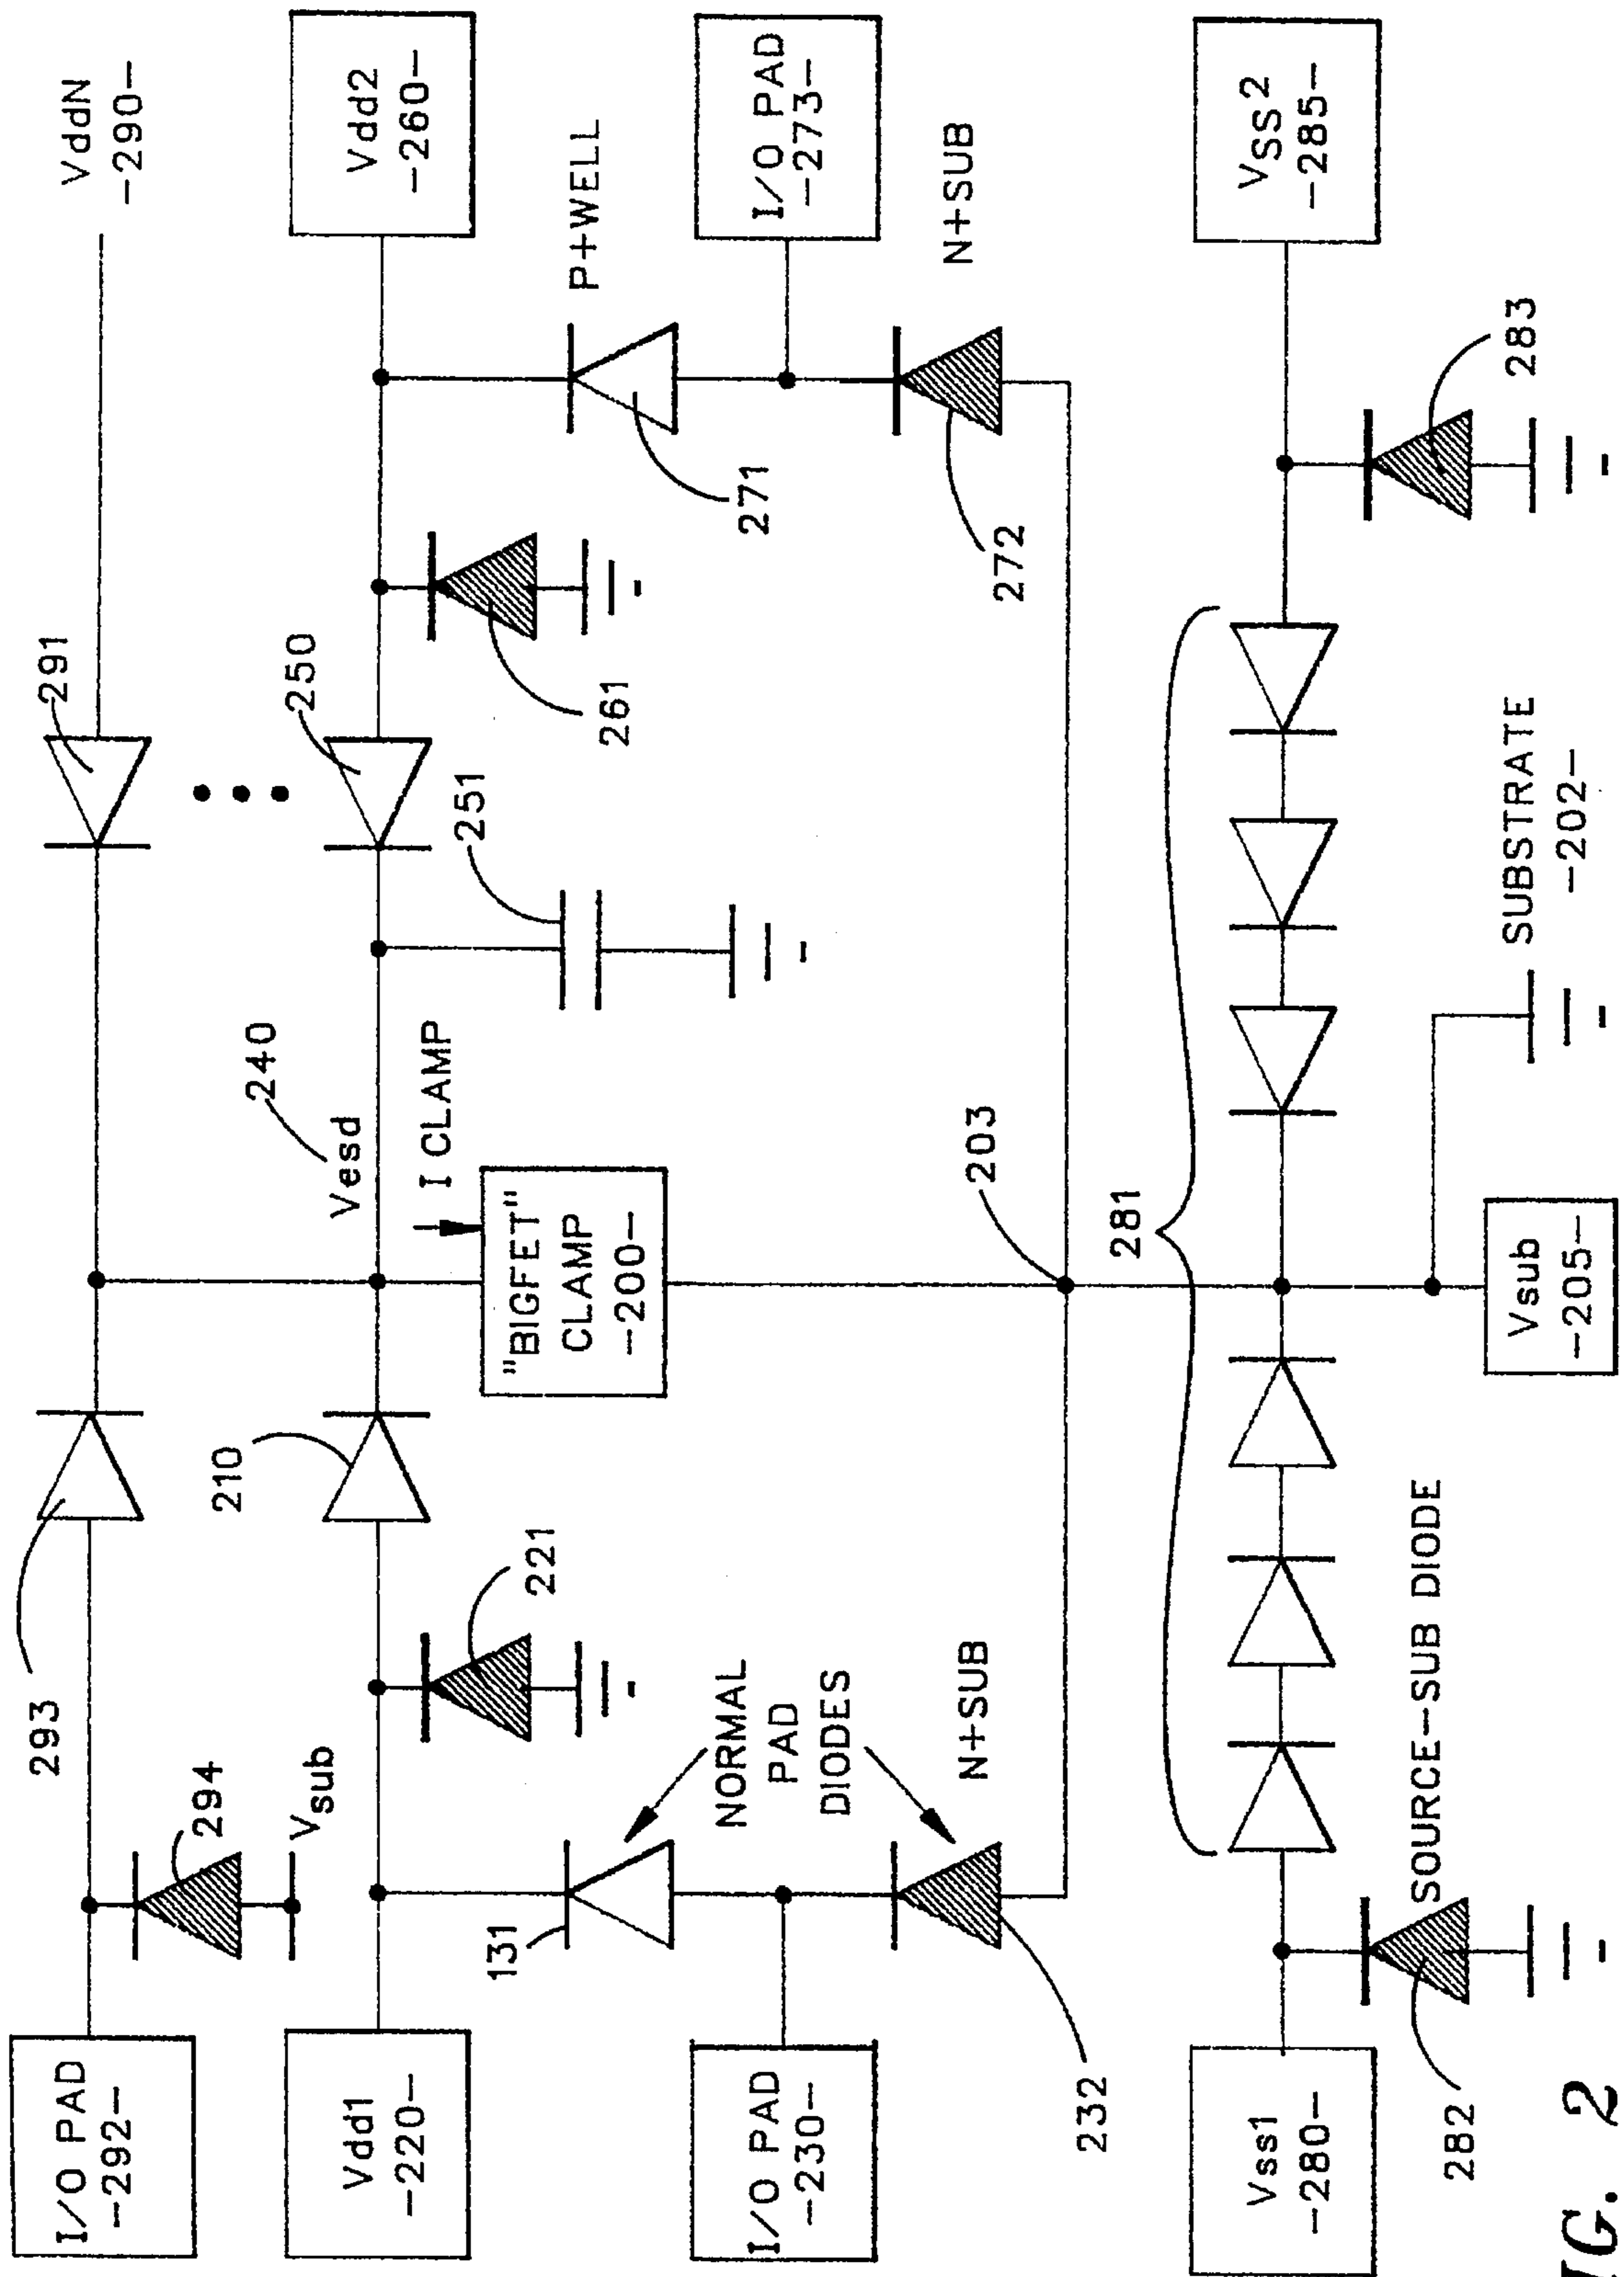 I/O PAD
-292-
293
294
Vsub
291
VddN
-290-
Vdd1
-220-
210
221
Vesd
240
I CLAMP
250
251
261
Vdd2
-260-
131
NORMAL
PAD
DIODES
"BIGFET"
CLAMP
-200-
271
P+WELL
I/O PAD
-230-
232
N+SUB
203
272
I/O PAD
-273-
N+SUB
281
Vss1
-280-
282
SOURCE-SUB DIODE
Vsub
-205-
SUBSTRATE
-202-
283
VSS2
-285-
IG. 2